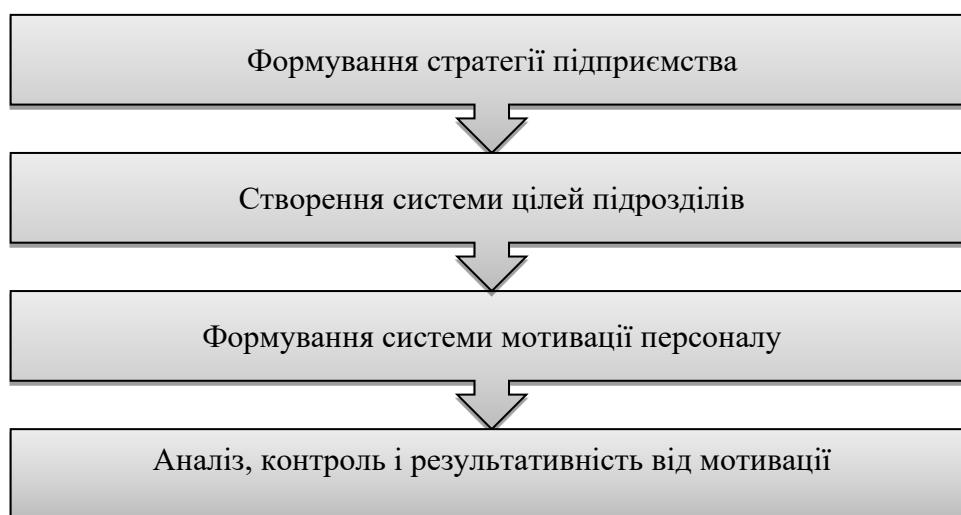 Формування стратегії підприємства
Створення системи цілей підрозділів
Формування системи мотивації персоналу
Аналіз, контроль і результативність від мотивації